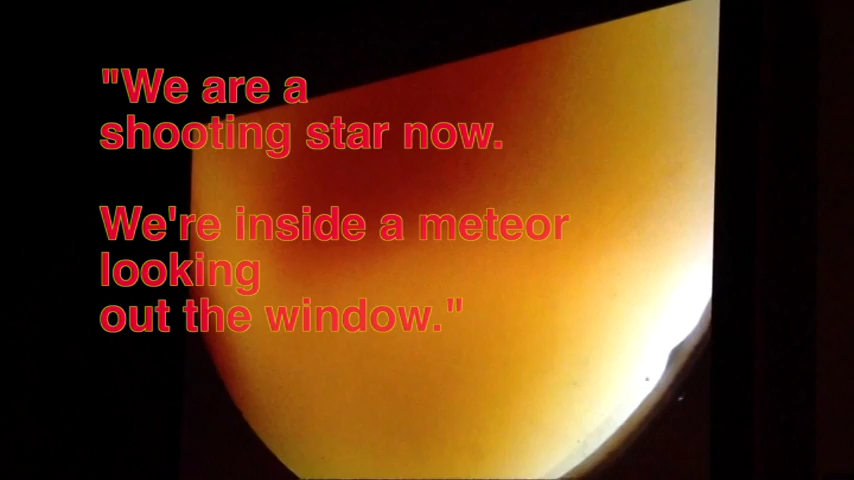 "We are a
shooting star now.
We're inside a meteor
looking
out the window."